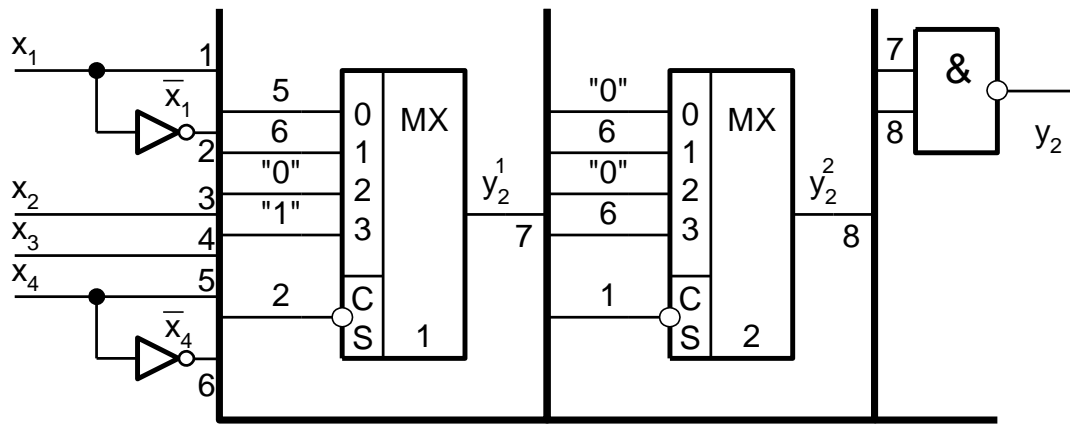 x1 1
x̄1
2
x2 3
x3 4
x4 5
x̄4
6
5 0 MX
6 1
"0" 2
"1" 3
2 C
S 1
y2^1
7
"0" 0 MX
6 1
"0" 2
6 3
1 C
S 2
y2^2
8
7 &
8
y2